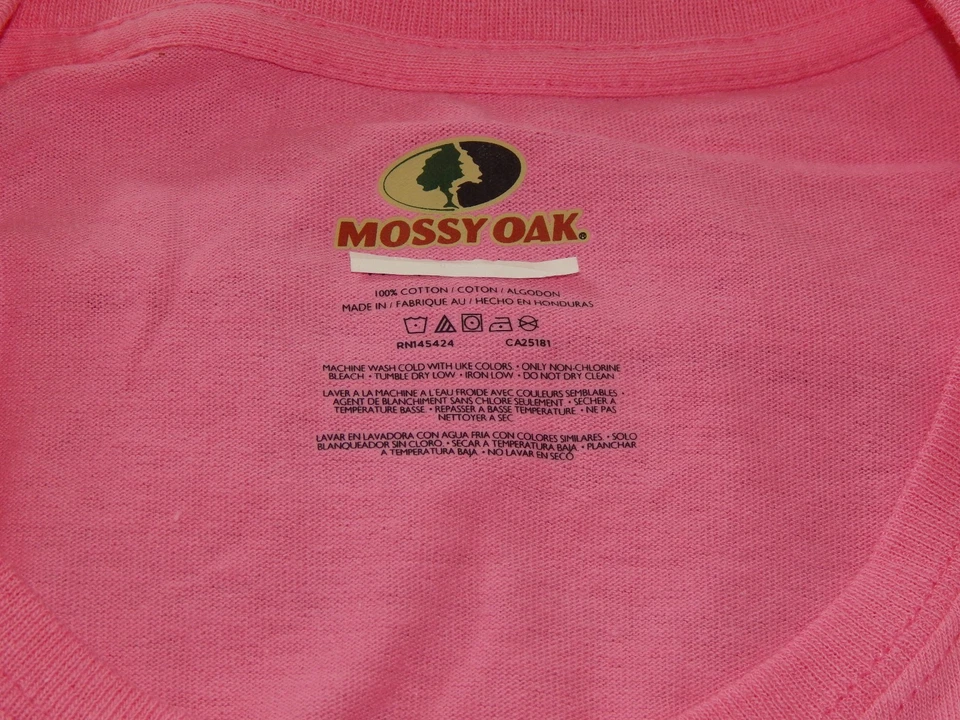 MOSSY OAK®
100% COTTON / COTON / ALGODON
MADE IN / FABRIQUE AU / HECHO EN HONDURAS
RN145424 CA25181
MACHINE WASH COLD WITH LIKE COLORS • ONLY NON-CHLORINE
BLEACH • TUMBLE DRY LOW • IRON LOW • DO NOT DRY CLEAN
LAVER A LA MACHINE A L'EAU FROIDE AVEC COULEURS SEMBLABLES •
AGENT DE BLANCHIMENT SANS CHLORE SEULEMENT • SECHER A
TEMPERATURE BASSE • REPASSER A BASSE TEMPERATURE • NE PAS
NETTOYER A SEC
LAVAR EN LAVADORA CON AGUA FRIA CON COLORES SIMILARES. • SOLO
BLANQUEADOR SIN CLORO. • SECAR A TEMPERATURA BAJA • PLANCHAR
A TEMPERATURA BAJA • NO LAVAR EN SECO